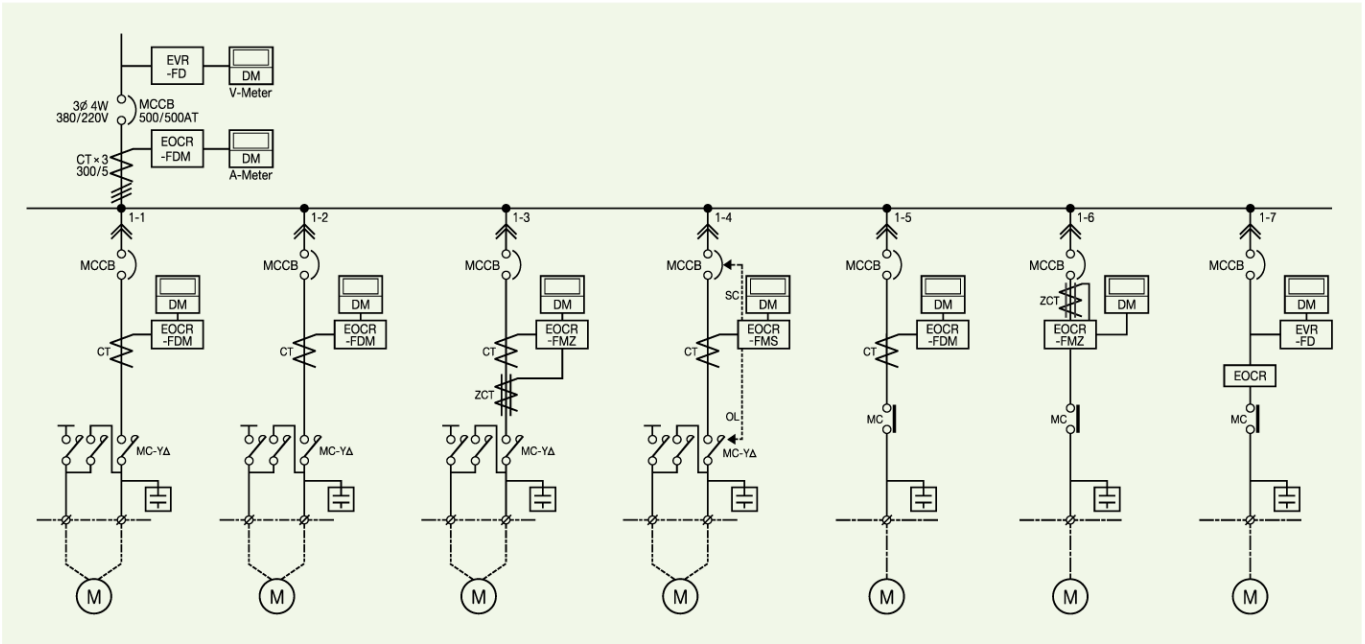 EVR
-FD
DM
V-Meter
3Ø 4W
380/220V
MCCB
500/500AT
EOCR
-FDM
DM
A-Meter
CT×3
300/5
1-1
1-2
1-3
1-4
1-5
1-6
1-7
MCCB
MCCB
MCCB
MCCB
MCCB
MCCB
MCCB
DM
DM
DM
SC
DM
DM
ZCT
DM
DM
CT
EOCR
-FDM
CT
EOCR
-FDM
CT
EOCR
-FMZ
CT
EOCR
-FMS
CT
EOCR
-FDM
EOCR
-FMZ
EVR
-FD
ZCT
EOCR
OL
MC
MC
MC
MC-Y∆
MC-Y∆
MC-Y∆
MC-Y∆
M
M
M
M
M
M
M